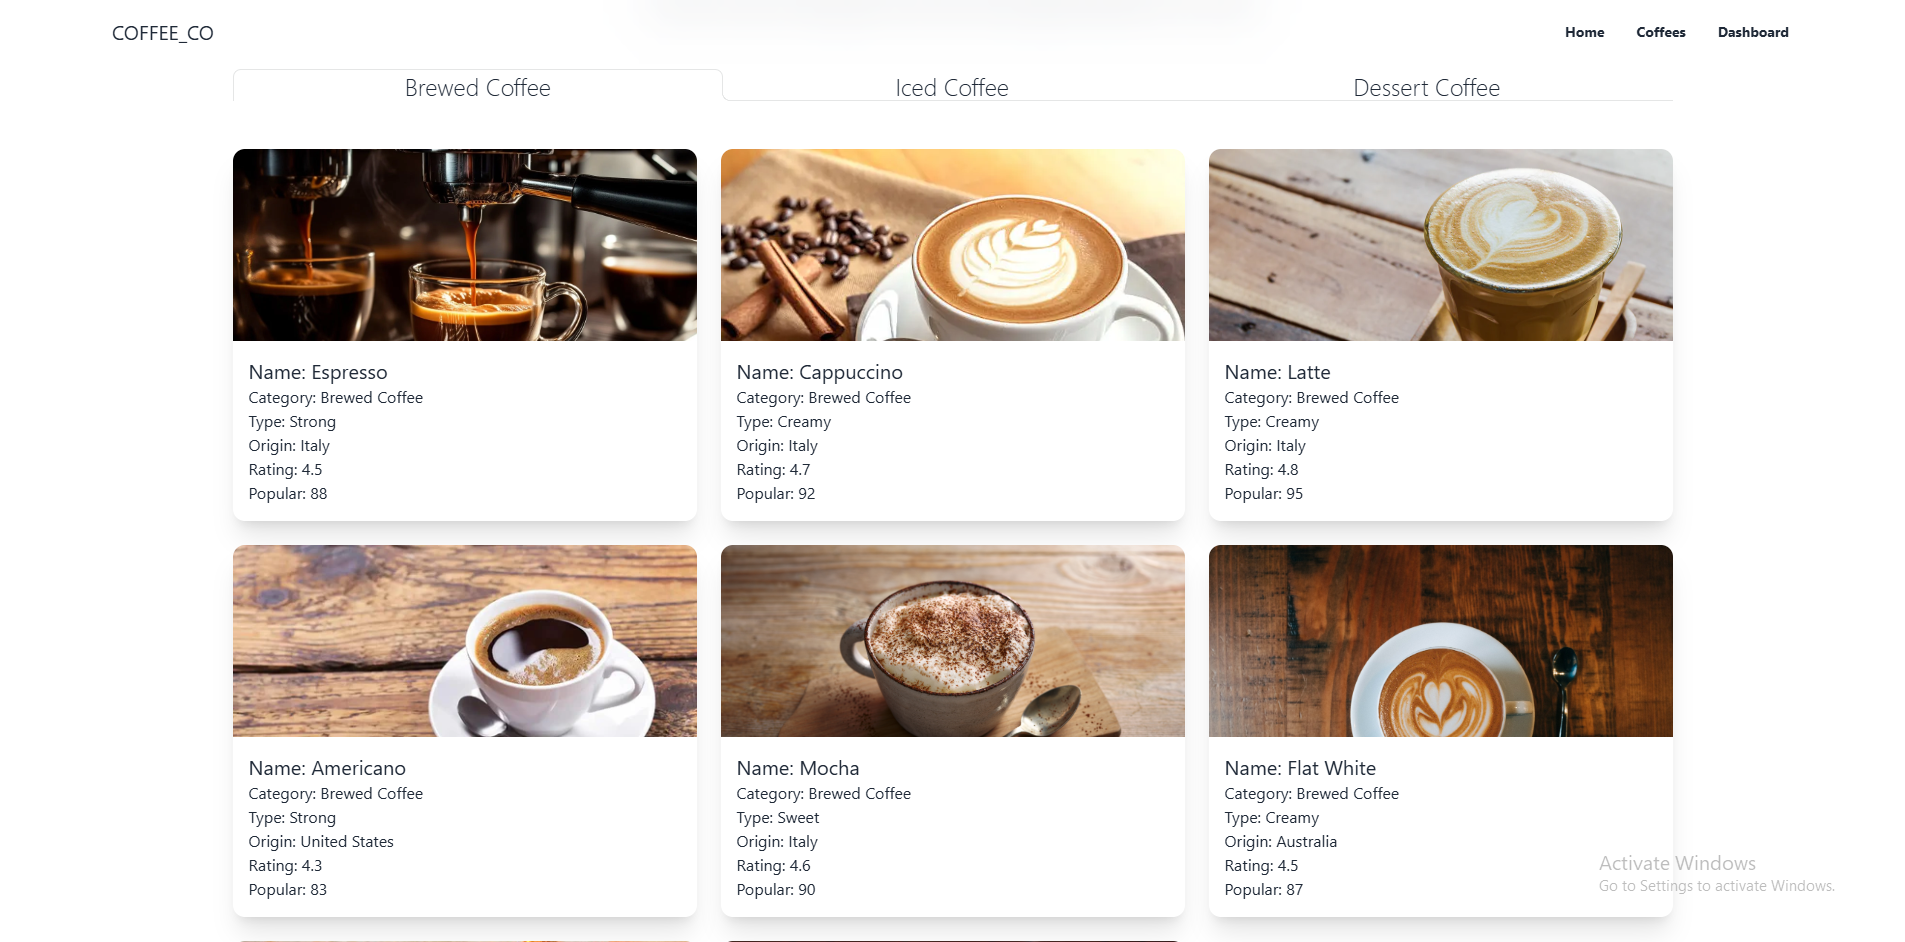 COFFEE_CO
Home Coffees Dashboard
Brewed Coffee
Iced Coffee
Dessert Coffee
Name: Espresso
Category: Brewed Coffee
Type: Strong
Origin: Italy
Rating: 4.5
Popular: 88
Name: Cappuccino
Category: Brewed Coffee
Type: Creamy
Origin: Italy
Rating: 4.7
Popular: 92
Name: Latte
Category: Brewed Coffee
Type: Creamy
Origin: Italy
Rating: 4.8
Popular: 95
Name: Americano
Category: Brewed Coffee
Type: Strong
Origin: United States
Rating: 4.3
Popular: 83
Name: Mocha
Category: Brewed Coffee
Type: Sweet
Origin: Italy
Rating: 4.6
Popular: 90
Name: Flat White
Category: Brewed Coffee
Type: Creamy
Origin: Australia
Rating: 4.5
Popular: 87
Activate Windows
Go to Settings to activate Windows.